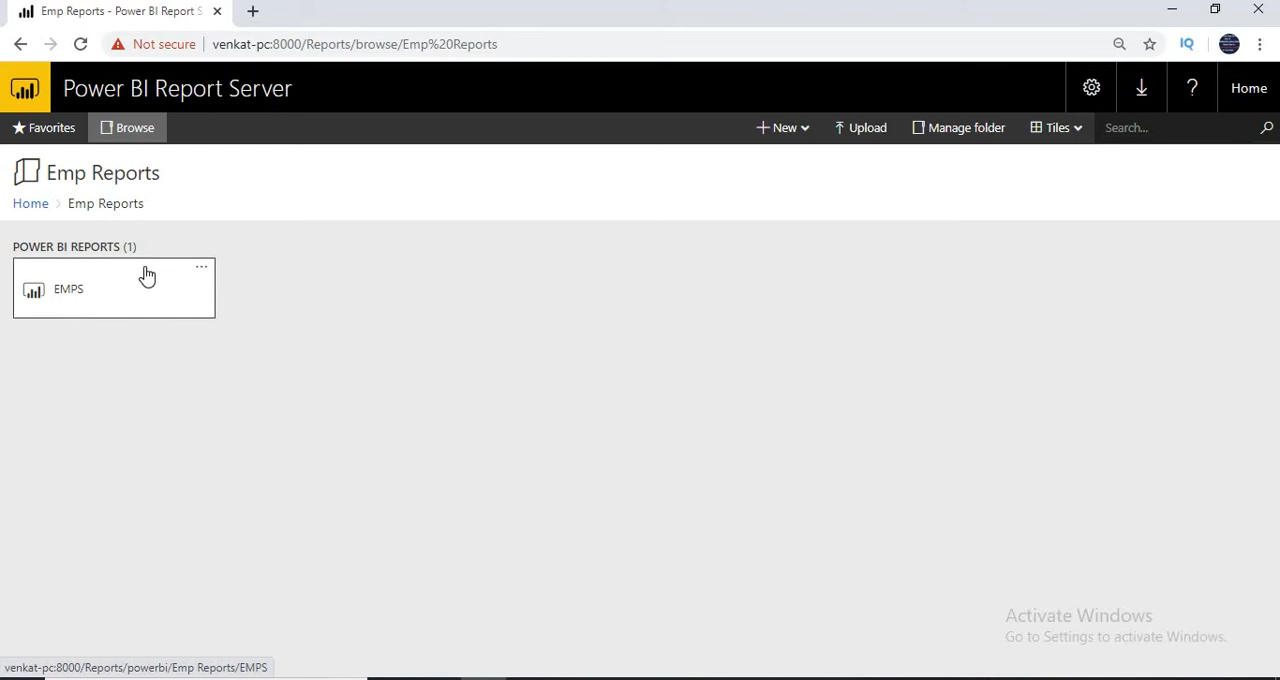 Emp Reports - Power BI Report S
Not secure venkat-pc:8000/Reports/browse/Emp%20Reports
IQ
Power BI Report Server
? Home
Favorites Browse New Upload Manage folder Tiles Search...
Emp Reports
Home > Emp Reports
POWER BI REPORTS (1)
...
EMPS
Activate Windows
Go to Settings to activate Windows.
venkat-pc:8000/Reports/powerbi/Emp Reports/EMPS